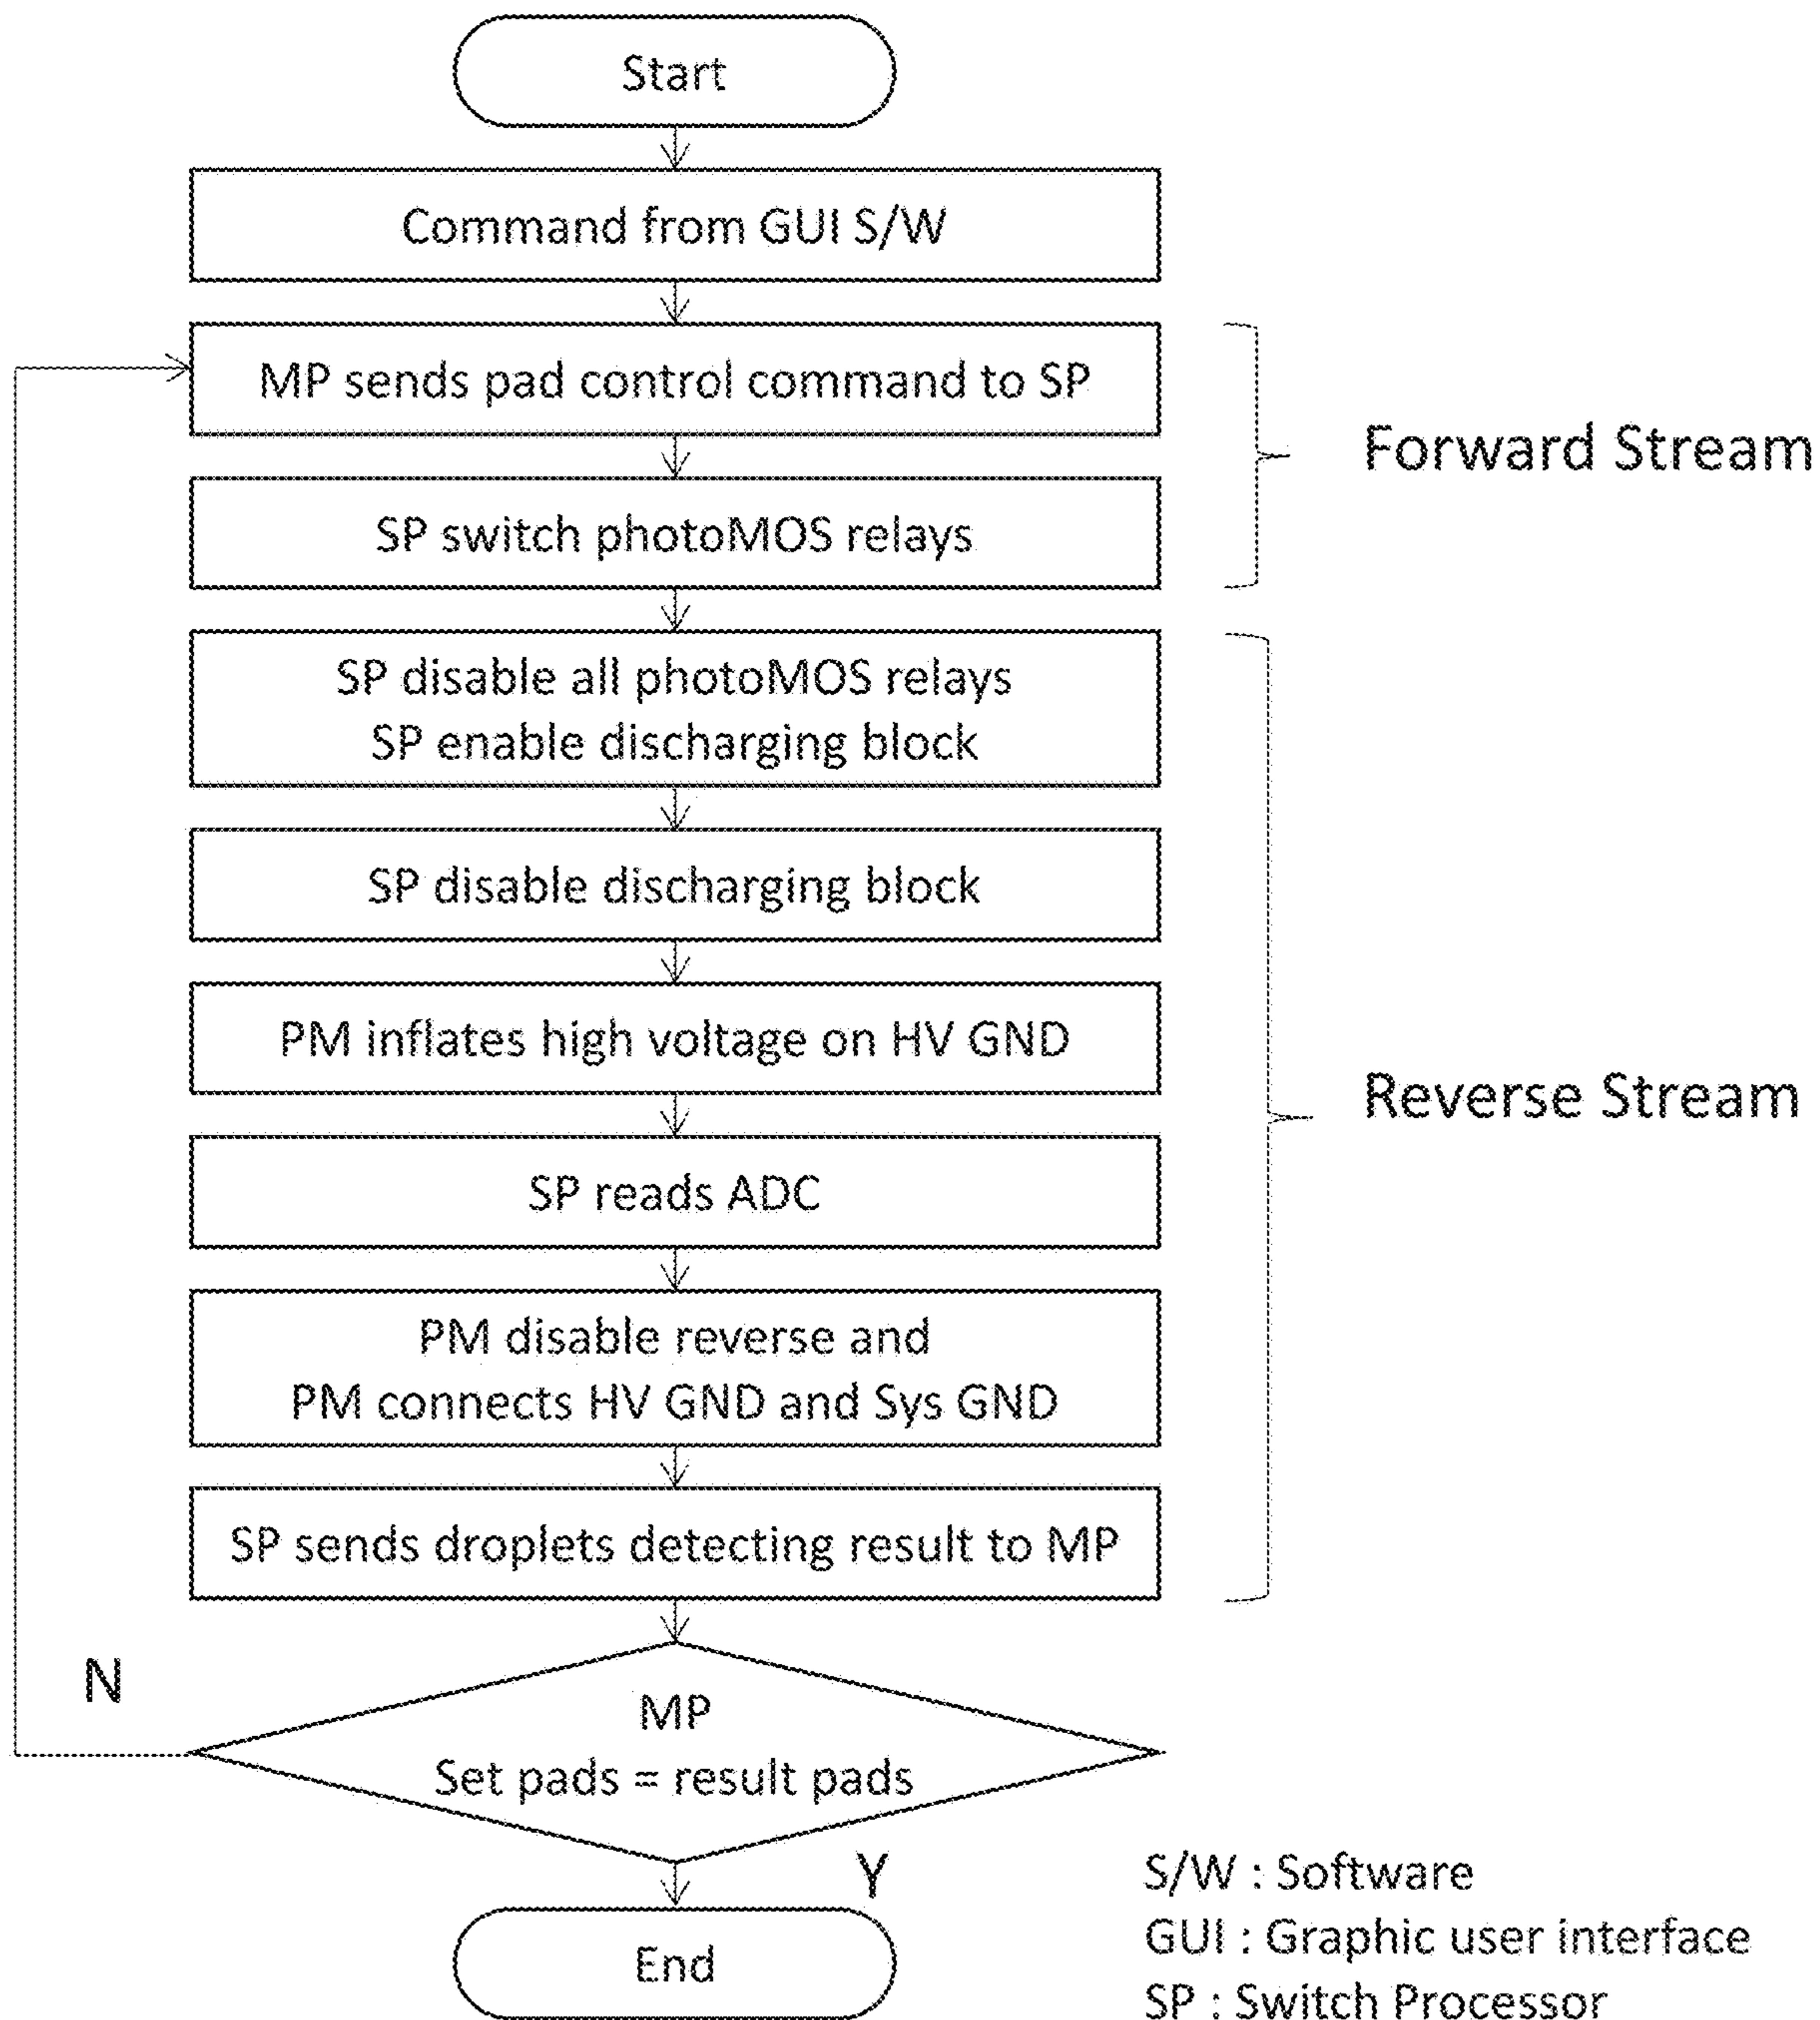 Start
Command from GUI S/W
MP sends pad control command to SP
SP switch photoMOS relays
Forward Stream
SP disable all photoMOS relays
SP enable discharging block
SP disable discharging block
PM inflates high voltage on HV GND
SP reads ADC
Reverse Stream
PM disable reverse and
PM connects HV GND and Sys GND
SP sends droplets detecting result to MP
N
MP
Set pads = result pads
Y
End
S/W : Software
GUI : Graphic user interface
SP : Switch Processor